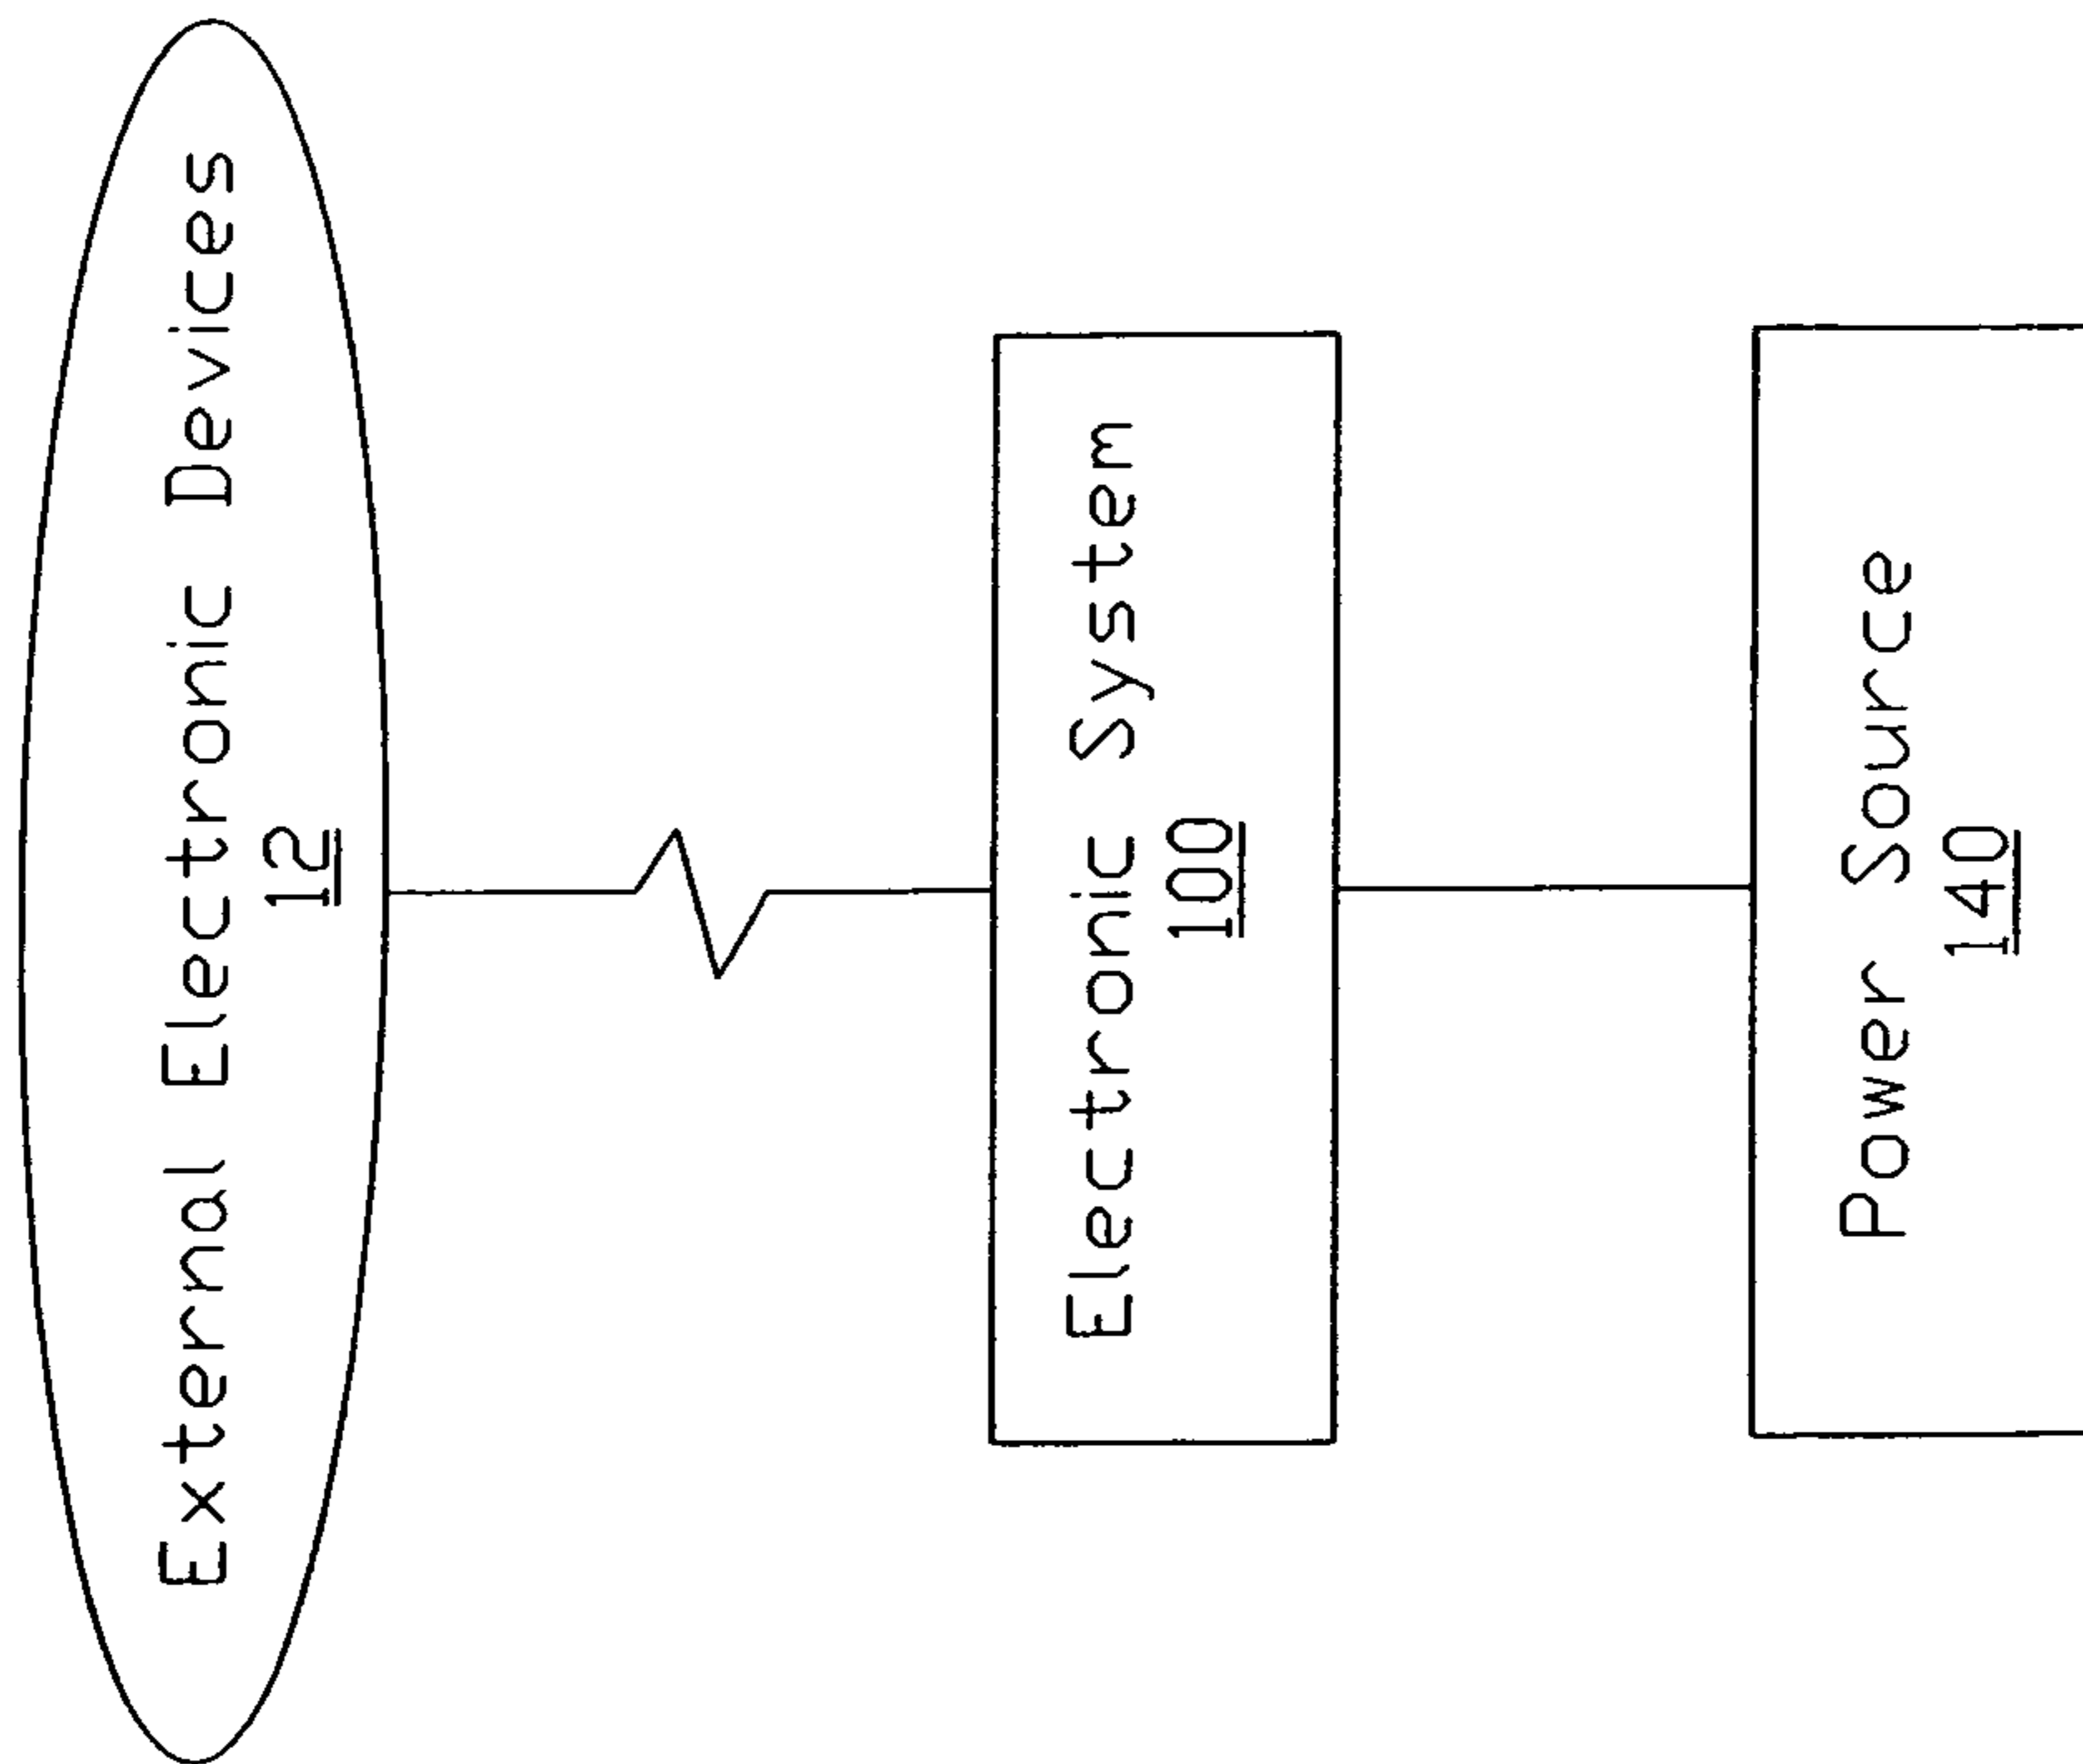 External Electronic Devices
12
Electronic System
100
Power Source
140